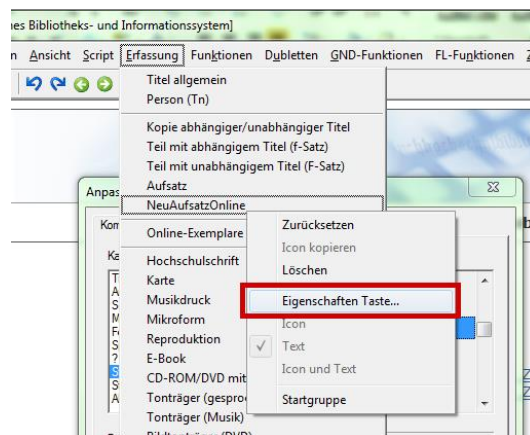 nes Bibliotheks- und Informationssystem]
Ansicht Script Erfassung Funktionen Dubletten GND-Funktionen FL-Funktionen
Titel allgemein
Person (Tn)
Kopie abhängiger/unabhängiger Titel
Teil mit abhängigem Titel (f-Satz)
Teil mit unabhängigem Titel (F-Satz)
Aufsatz
Anpas
NeuAufsatzOnline
Kom
Online-Exemplare
Ka
Hochschulschrift
Karte
Musikdruck
Mikroform
Reproduktion
E-Book
CD-ROM/DVD mit
Tonträger (gespro
Tonträger (Musik)
Zurücksetzen
Icon kopieren
Löschen
Eigenschaften Taste...
Icon
Text
Icon und Text
Startgruppe